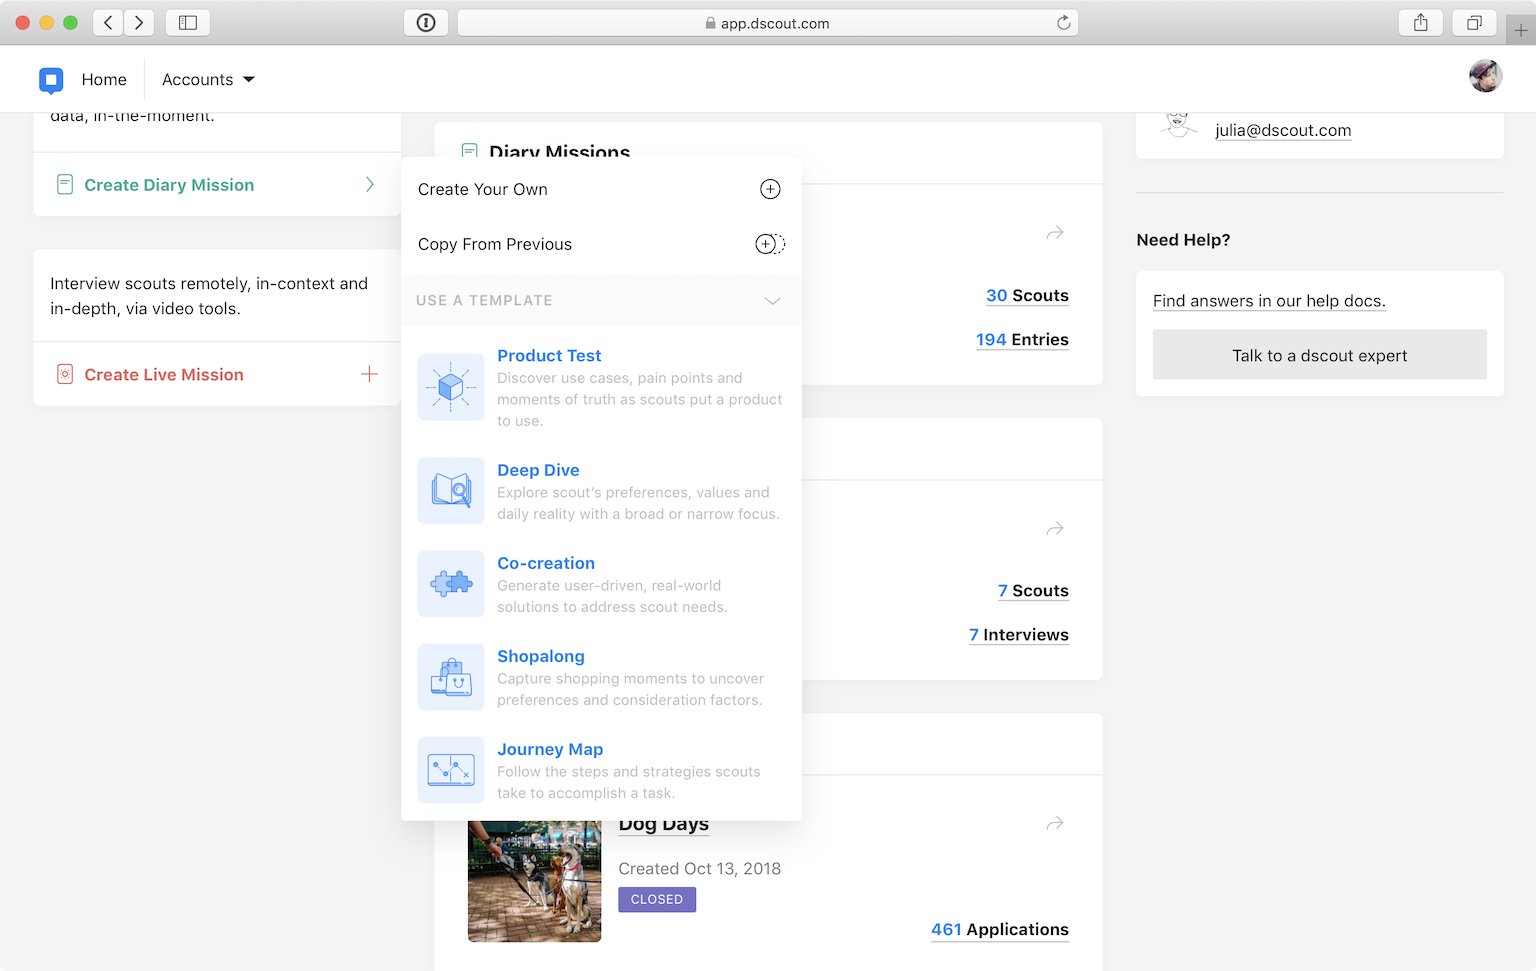 app.dscout.com
Home
Accounts
data, in-the-moment.
Create Diary Mission
Interview scouts remotely, in-context and
in-depth, via video tools.
Create Live Mission
Diary Missions
Create Your Own
Copy From Previous
USE A TEMPLATE
Product Test
Discover use cases, pain points and
moments of truth as scouts put a product
to use.
Deep Dive
Explore scout's preferences, values and
daily reality with a broad or narrow focus.
Co-creation
Generate user-driven, real-world
solutions to address scout needs.
Shopalong
Capture shopping moments to uncover
preferences and consideration factors.
Journey Map
Follow the steps and strategies scouts
take to accomplish a task.
30 Scouts
194 Entries
7 Scouts
7 Interviews
Dog Days
Created Oct 13, 2018
CLOSED
461 Applications
julia@dscout.com
Need Help?
Find answers in our help docs.
Talk to a dscout expert